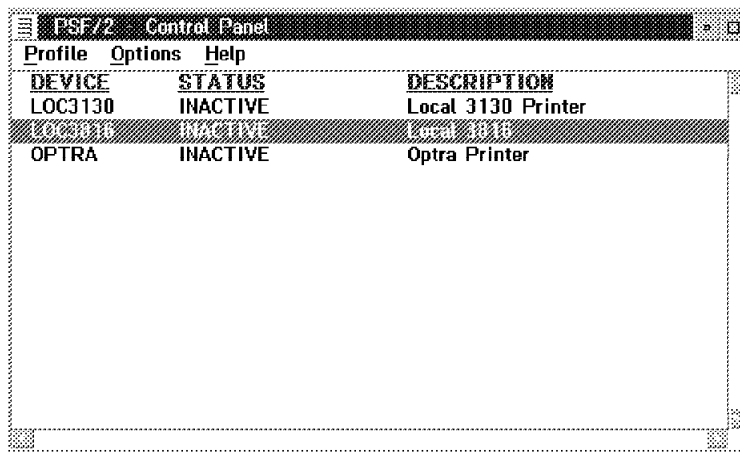 PSF/2 - Control Panel
Profile Options Help
DEVICE STATUS DESCRIPTION
LOC3130 INACTIVE Local 3130 Printer
LOC3816 INACTIVE Local 3816
OPTRA INACTIVE Optra Printer